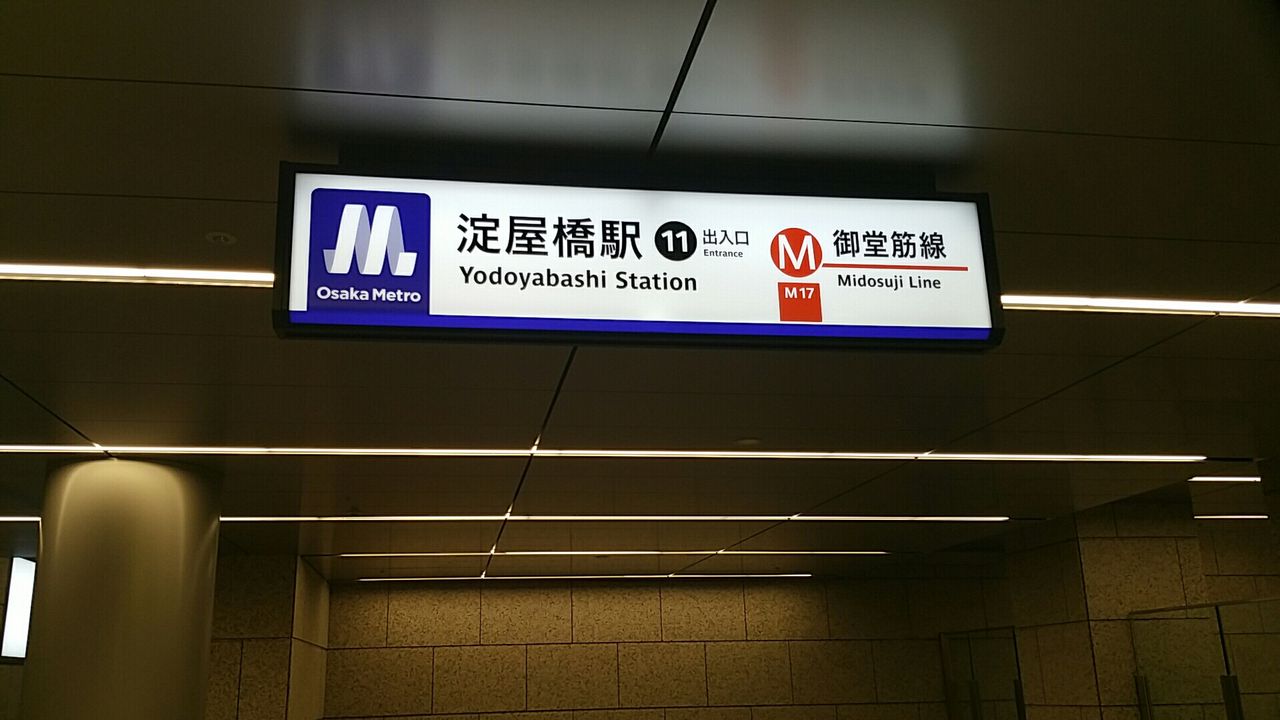 Osaka Metro
淀屋橋駅 11 出入口
Entrance
Yodoyabashi Station
M 御堂筋線
Midosuji Line
M17